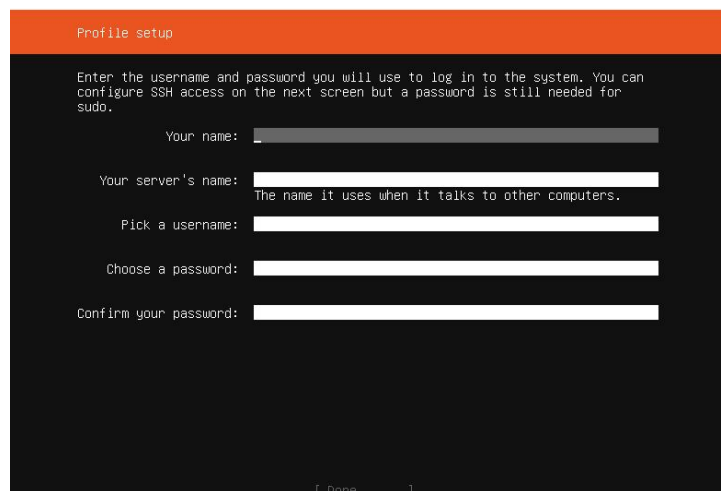 Profile setup
Enter the username and password you will use to log in to the system. You can
configure SSH access on the next screen but a password is still needed for
sudo.
Your name:
Your server's name:
The name it uses when it talks to other computers.
Pick a username:
Choose a password:
Confirm your password:
[ Done ]